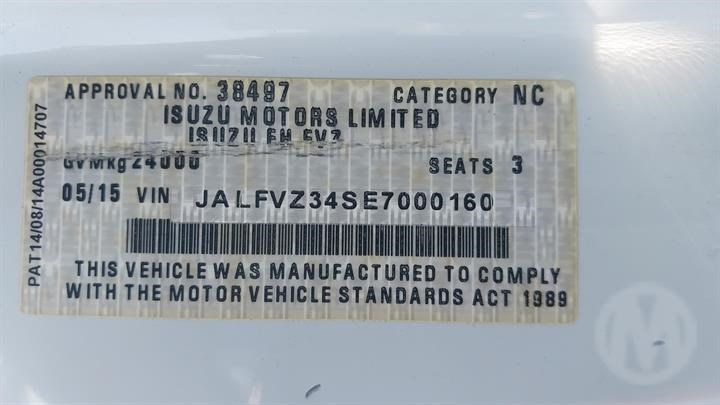 APPROVAL NO. 38497 CATEGORY NC
ISUZU MOTORS LIMITED
ISUZU FH FVZ
GVMkg 24000 SEATS 3
05/15 VIN JALFVZ34SE7000160
THIS VEHICLE WAS MANUFACTURED TO COMPLY
WITH THE MOTOR VEHICLE STANDARDS ACT 1989
PAT14/08/14A00014707
M